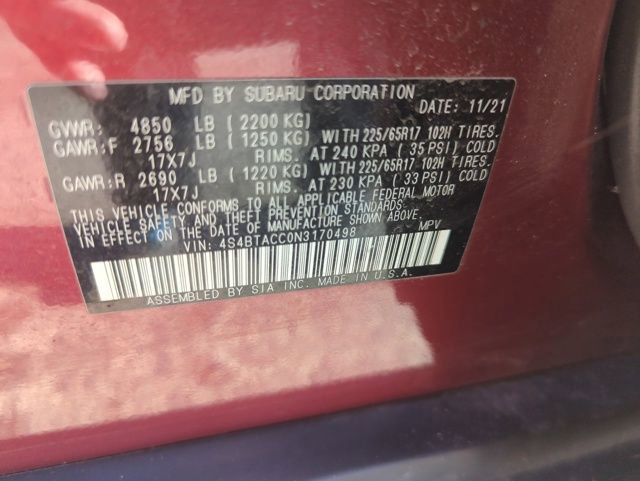 MFD BY SUBARU CORPORATION
DATE: 11/21
GVWR: 4850 LB ( 2200 KG)
GAWR:F 2756 LB ( 1250 KG) WITH 225/65R17 102H TIRES.
17X7J RIMS. AT 240 KPA ( 35 PSI) COLD
GAWR:R 2690 LB ( 1220 KG) WITH 225/65R17 102H TIRES.
17X7J RIMS. AT 230 KPA ( 33 PSI) COLD
THIS VEHICLE CONFORMS TO ALL APPLICABLE FEDERAL MOTOR
VEHICLE SAFETY AND THEFT PREVENTION STANDARDS
IN EFFECT ON THE DATE OF MANUFACTURE SHOWN ABOVE.
VIN: 4S4BTACC0N3170498 MPV
ASSEMBLED BY SIA INC. MADE IN U.S.A.